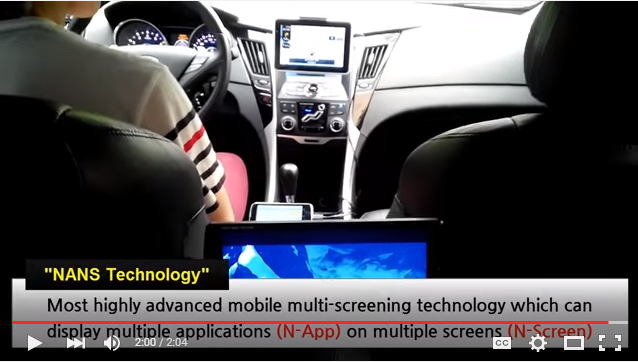 "NANS Technology"
Most highly advanced mobile multi-screening technology which can
display multiple applications (N-App) on multiple screens (N-Screen)
2:00 / 2:04
CC